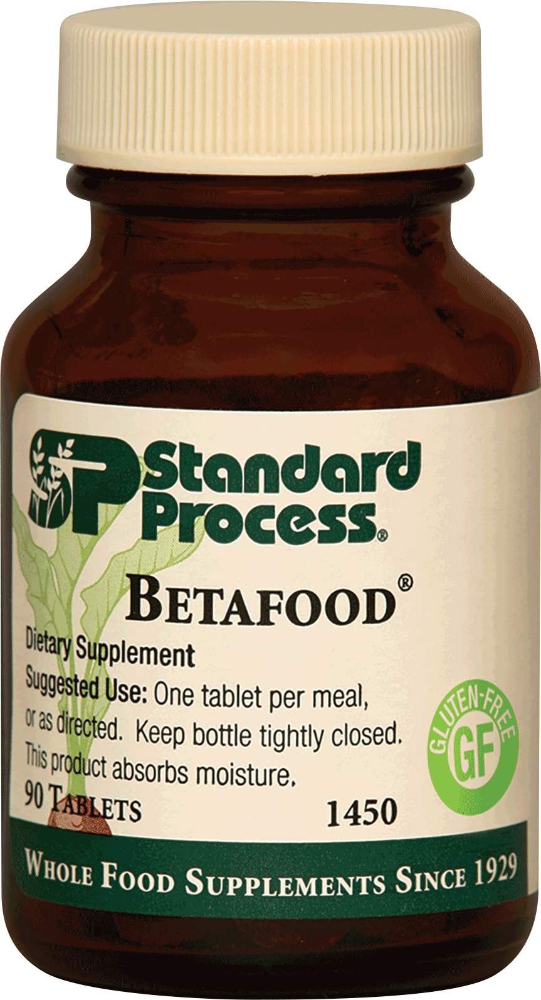 SP Standard
Process®
BETAFOOD®
Dietary Supplement
Suggested Use: One tablet per meal,
or as directed. Keep bottle tightly closed.
This product absorbs moisture.
90 TABLETS 1450
GLUTEN-FREE
GF
WHOLE FOOD SUPPLEMENTS SINCE 1929